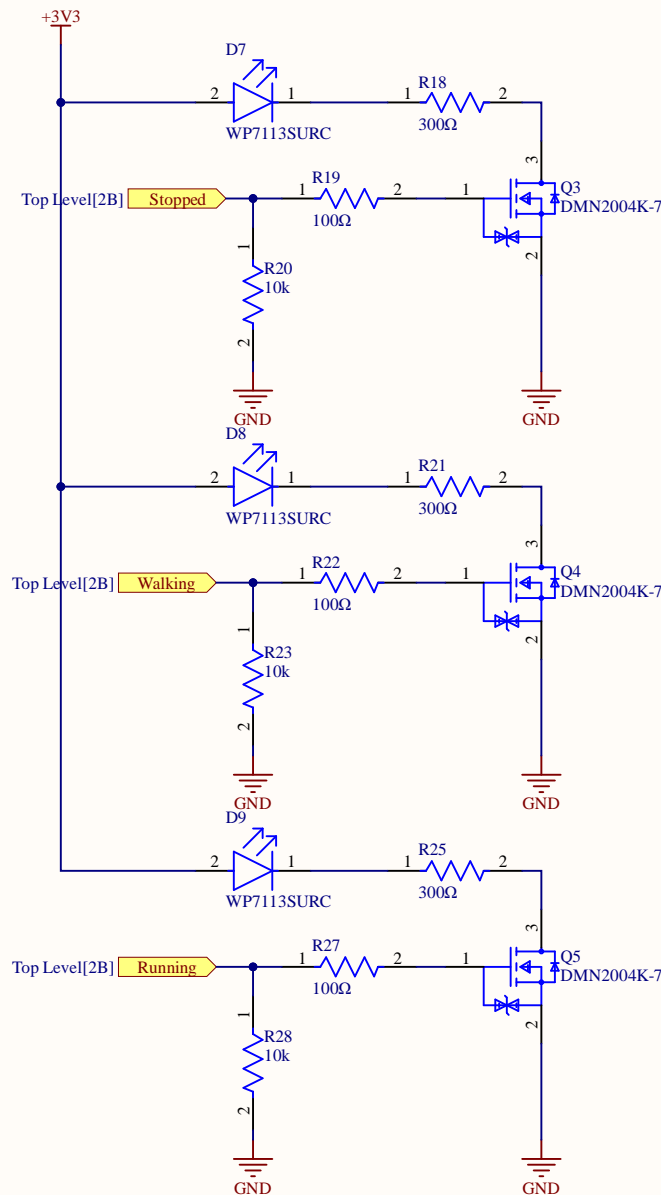 +3V3
D7
2
1
WP7113SURC
R18
1
2
300Ω
3
Top Level[2B]
Stopped
R19
1
2
100Ω
1
Q3
DMN2004K-7
2
1
R20
10k
2
GND
GND
D8
2
1
WP7113SURC
R21
1
2
300Ω
3
Top Level[2B]
Walking
R22
1
2
100Ω
1
Q4
DMN2004K-7
2
1
R23
10k
2
GND
GND
D9
2
1
WP7113SURC
R25
1
2
300Ω
3
Top Level[2B]
Running
R27
1
2
100Ω
1
Q5
DMN2004K-7
2
1
R28
10k
2
GND
GND